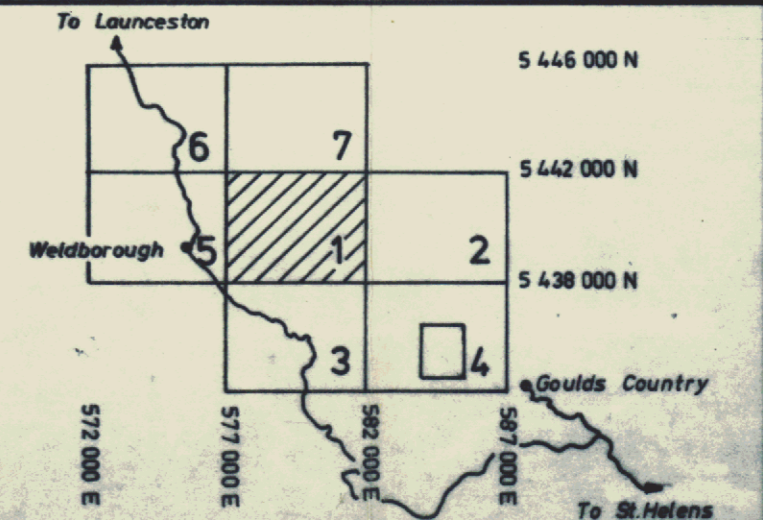 To Launceston
5 446 000 N
6
7
5 442 000 N
Weldborough
5
1
2
5 438 000 N
3
4
Goulds Country
572 000 E
577 000 E
582 000 E
587 000 E
To St.Helens